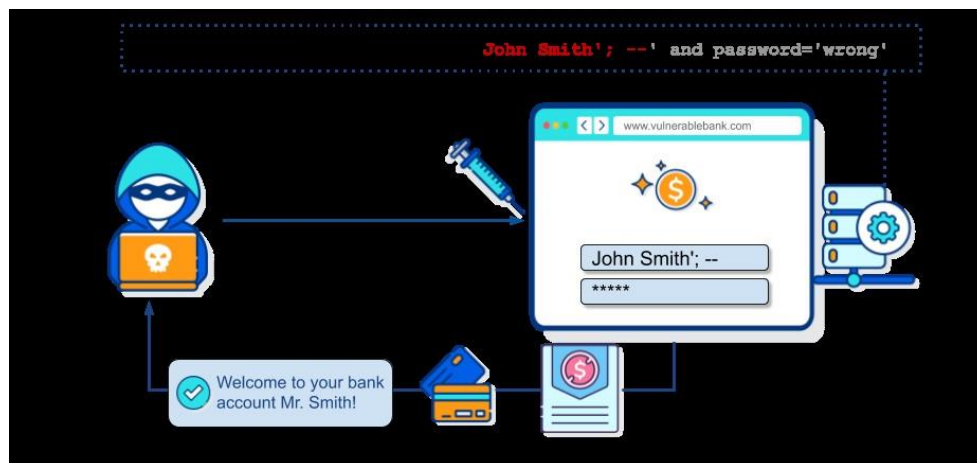 John Smith'; --' and password='wrong'
www.vulnerablebank.com
John Smith'; --
*****
Welcome to your bank
account Mr. Smith!